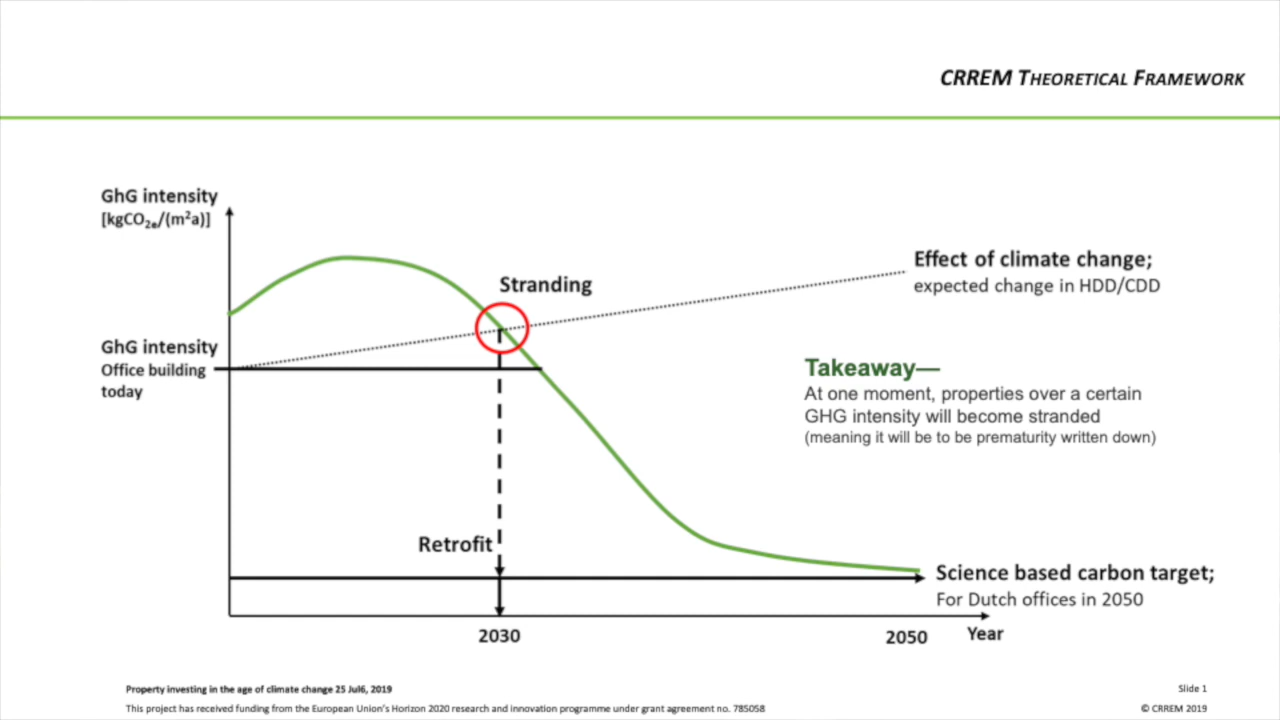 CRREM THEORETICAL FRAMEWORK
GhG intensity
[kgCO2e/(m²a)]
Effect of climate change;
expected change in HDD/CDD
Stranding
GhG intensity
Office building
today
Takeaway—
At one moment, properties over a certain
GHG intensity will become stranded
(meaning it will be to be prematurity written down)
Retrofit
Science based carbon target;
For Dutch offices in 2050
2030
2050
Year
Property investing in the age of climate change 25 Jul6, 2019
Slide 1
This project has received funding from the European Union's Horizon 2020 research and innovation programme under grant agreement no. 785058
© CRREM 2019